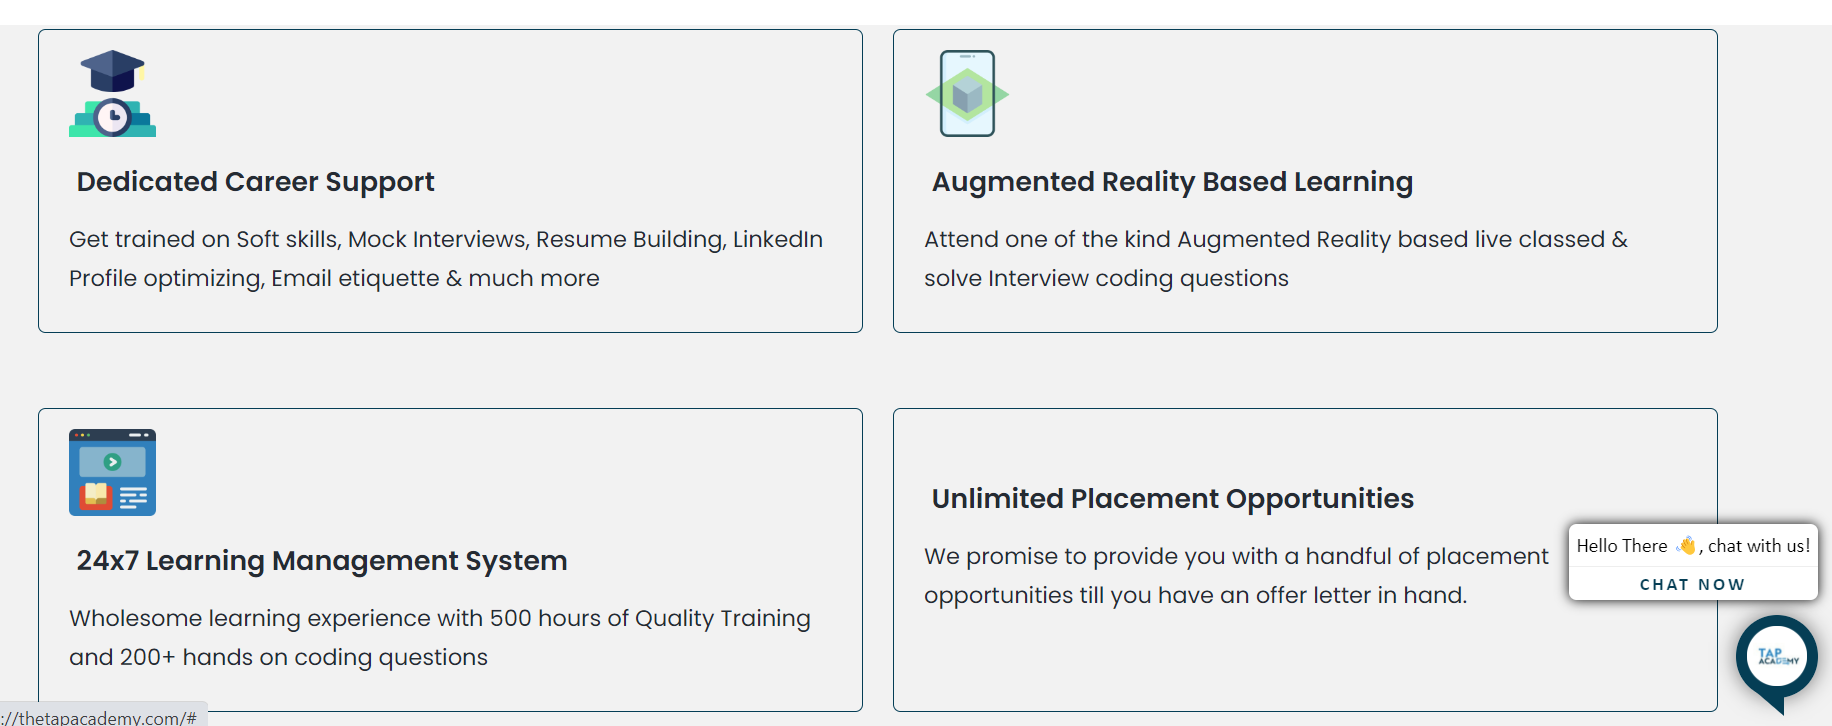 Dedicated Career Support
Get trained on Soft skills, Mock Interviews, Resume Building, LinkedIn
Profile optimizing, Email etiquette & much more
Augmented Reality Based Learning
Attend one of the kind Augmented Reality based live classed &
solve Interview coding questions
24x7 Learning Management System
Wholesome learning experience with 500 hours of Quality Training
and 200+ hands on coding questions
Unlimited Placement Opportunities
We promise to provide you with a handful of placement
opportunities till you have an offer letter in hand.
Hello There 👋, chat with us!
CHAT NOW
TAP
ACADEMY
://thetapacademy.com/#